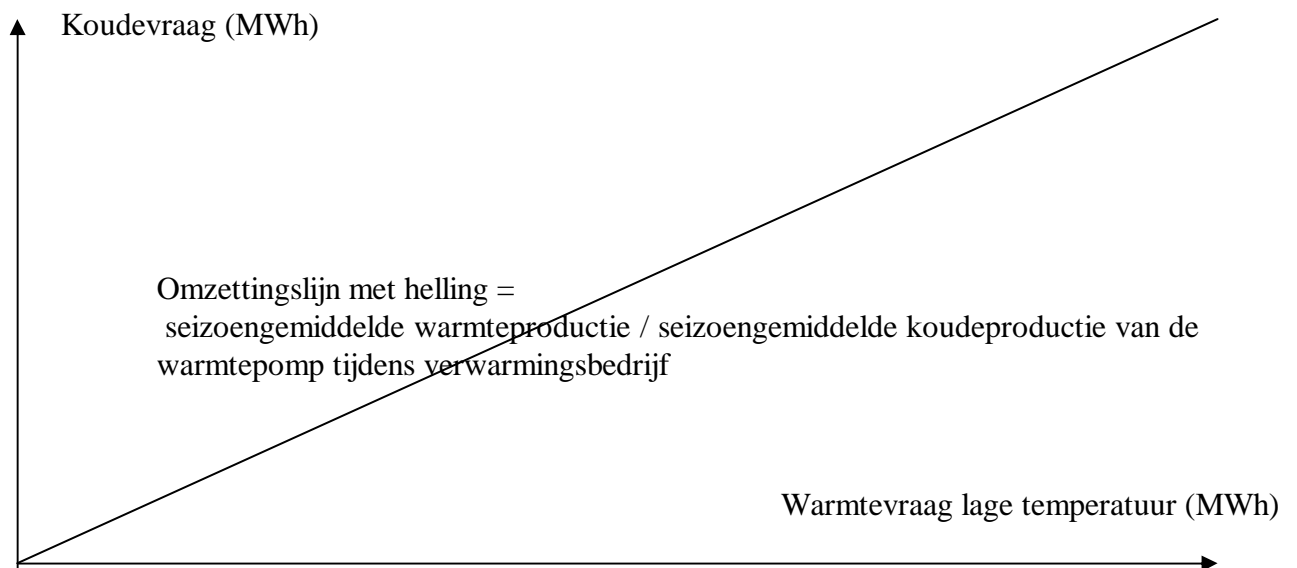 Koudevraag (MWh)
Omzettingslijn met helling =
seizoengemiddelde warmteproductie / seizoengemiddelde koudeproductie van de
warmtepomp tijdens verwarmingsbedrijf
Warmtevraag lage temperatuur (MWh)